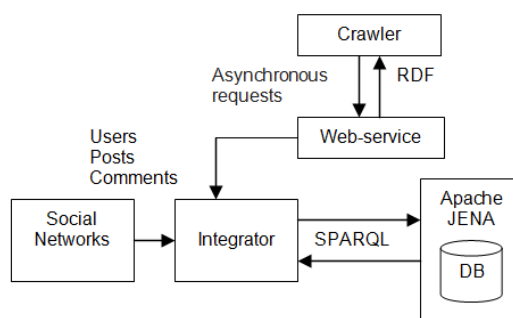 Crawler
Asynchronous
requests
RDF
Web-service
Users
Posts
Comments
Social
Networks
Integrator
SPARQL
Apache
JENA
DB